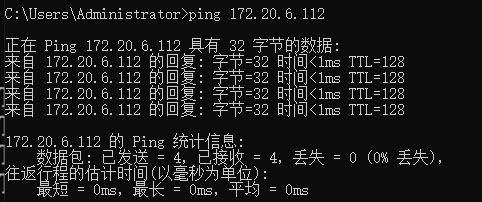 C:\Users\Administrator>ping 172.20.6.112
正在 Ping 172.20.6.112 具有 32 字节的数据:
来自 172.20.6.112 的回复: 字节=32 时间<1ms TTL=128
来自 172.20.6.112 的回复: 字节=32 时间<1ms TTL=128
来自 172.20.6.112 的回复: 字节=32 时间<1ms TTL=128
来自 172.20.6.112 的回复: 字节=32 时间<1ms TTL=128
172.20.6.112 的 Ping 统计信息:
数据包: 已发送 = 4, 已接收 = 4, 丢失 = 0 (0% 丢失),
往返行程的估计时间(以毫秒为单位):
最短 = 0ms, 最长 = 0ms, 平均 = 0ms